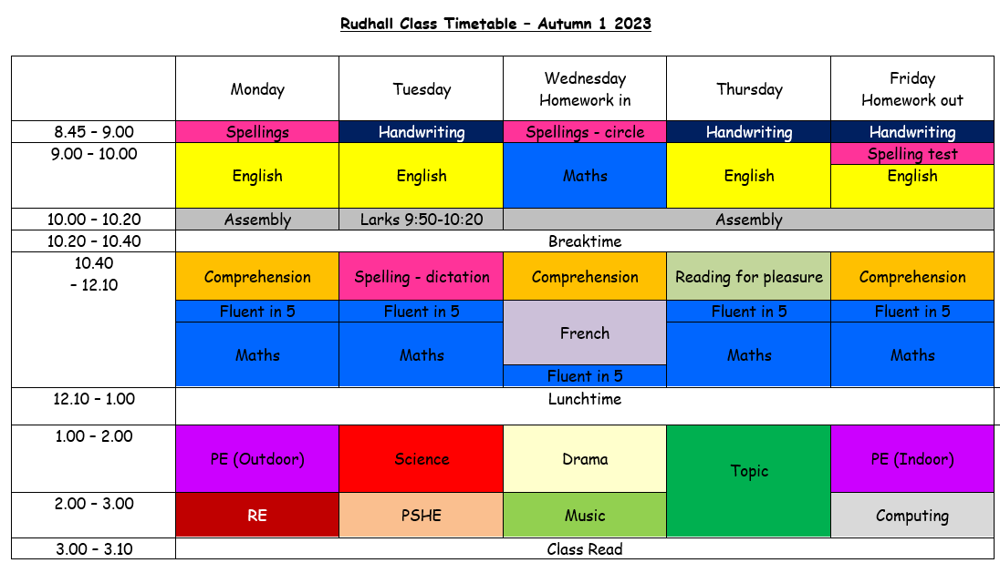 Rudhall Class Timetable – Autumn 1 2023
Monday
Tuesday
Wednesday
Homework in
Thursday
Friday
Homework out
8.45 – 9.00
Spellings
Handwriting
Spellings - circle
Handwriting
Handwriting
9.00 – 10.00
English
English
Maths
English
Spelling test
English
10.00 – 10.20
Assembly
Larks 9:50-10:20
Assembly
10.20 – 10.40
Breaktime
10.40
– 12.10
Comprehension
Spelling - dictation
Comprehension
Reading for pleasure
Comprehension
Fluent in 5
Fluent in 5
French
Fluent in 5
Fluent in 5
Maths
Maths
Maths
Maths
Fluent in 5
12.10 – 1.00
Lunchtime
1.00 – 2.00
PE (Outdoor)
Science
Drama
Topic
PE (Indoor)
2.00 – 3.00
RE
PSHE
Music
Computing
3.00 – 3.10
Class Read